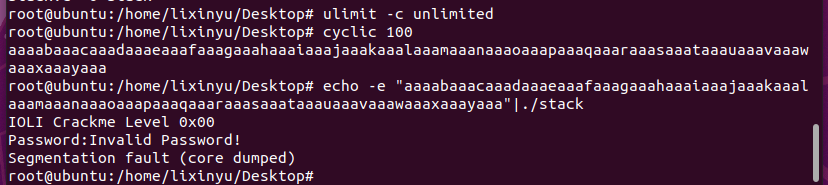 root@ubuntu:/home/lixinyu/Desktop# ulimit -c unlimited
root@ubuntu:/home/lixinyu/Desktop# cyclic 100
aaaabaaacaaadaaaeaaafaaagaaahaaaiaaajaaakaaalaaamaaanaaaoaaapaaaqaaaraaasaaataaauaaavaaaw
aaaxaaayaaa
root@ubuntu:/home/lixinyu/Desktop# echo -e "aaaabaaacaaadaaaeaaafaaagaaahaaaiaaajaaakaaal
aaamaaanaaaoaaapaaaqaaaraaasaaataaauaaavaaawaaaxaaayaaa"|./stack
IOLI Crackme Level 0x00
Password:Invalid Password!
Segmentation fault (core dumped)
root@ubuntu:/home/lixinyu/Desktop#